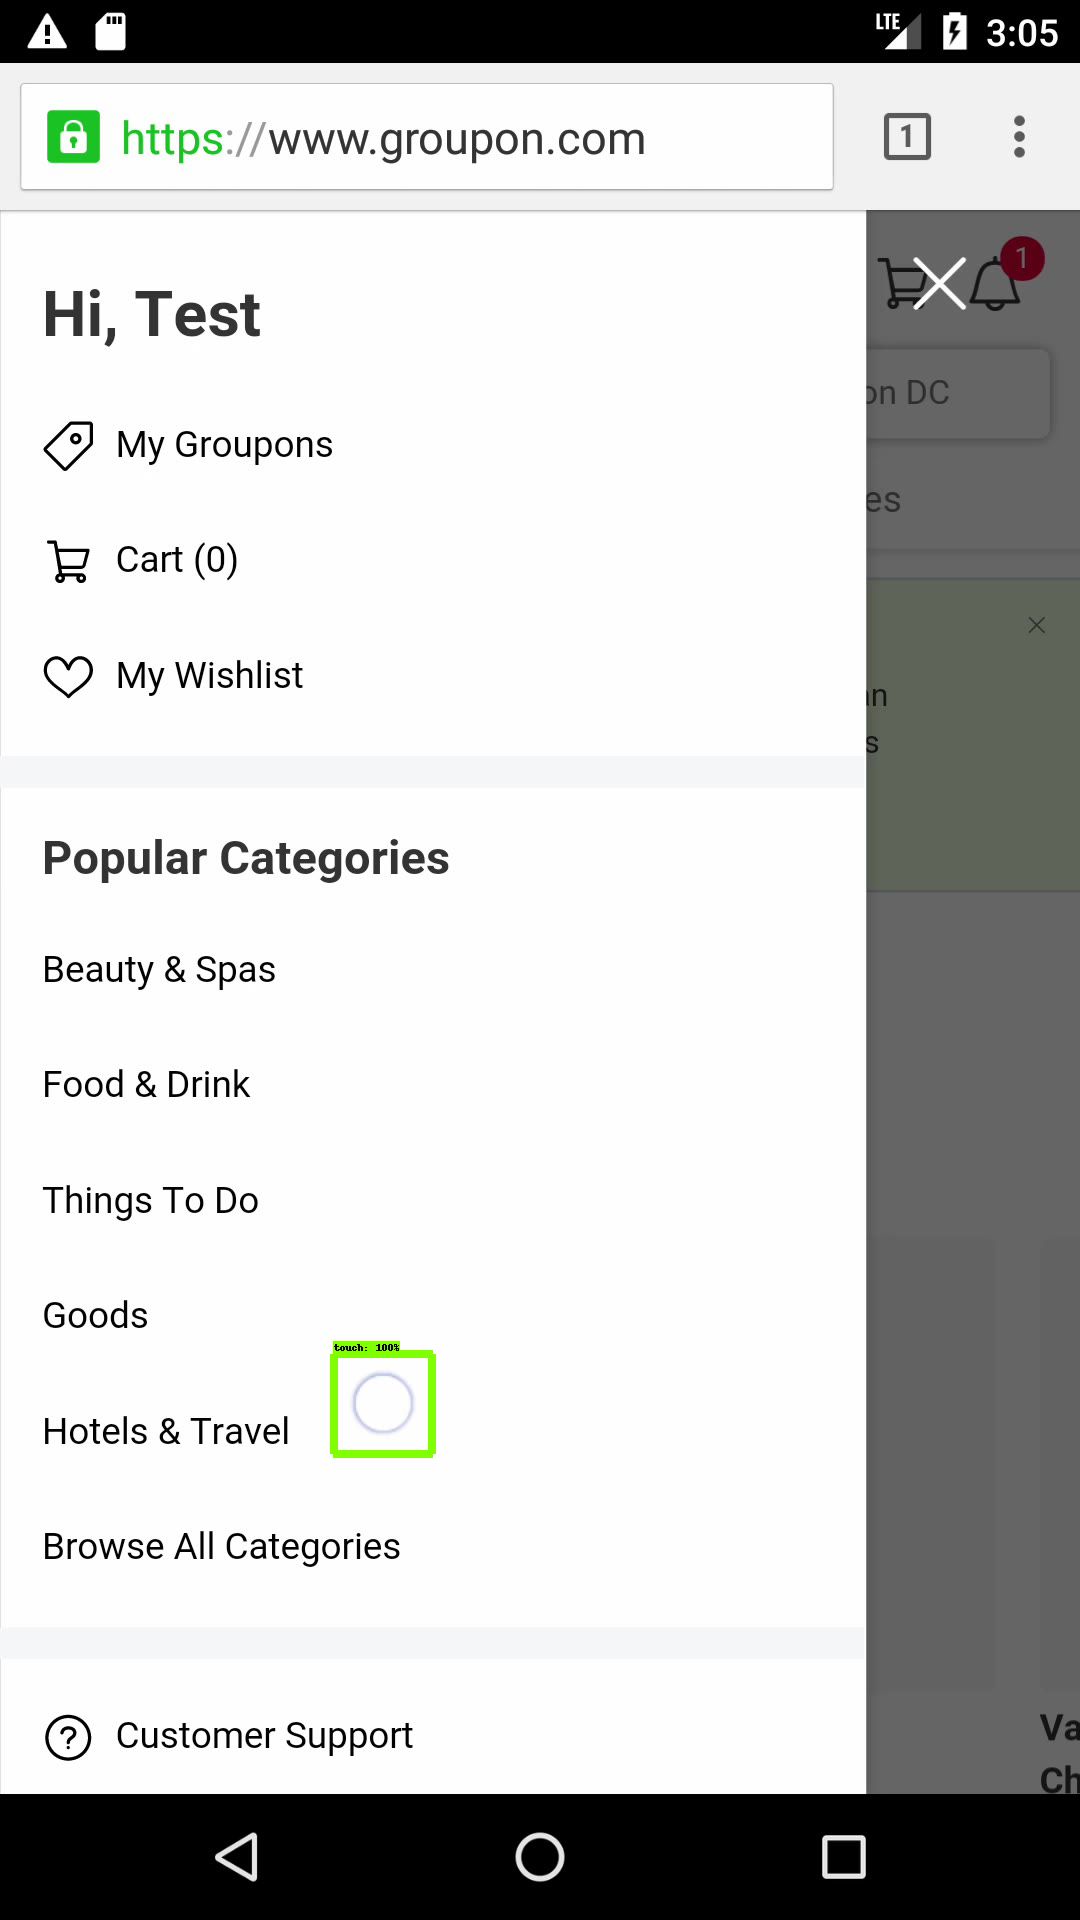 LTE 3:05
https://www.groupon.com
1
Hi, Test
1
on DC
My Groupons
es
Cart (0)
My Wishlist
an
s
Popular Categories
Beauty & Spas
Food & Drink
Things To Do
Goods
touch: 100%
Hotels & Travel
Browse All Categories
Customer Support
Va
Ch